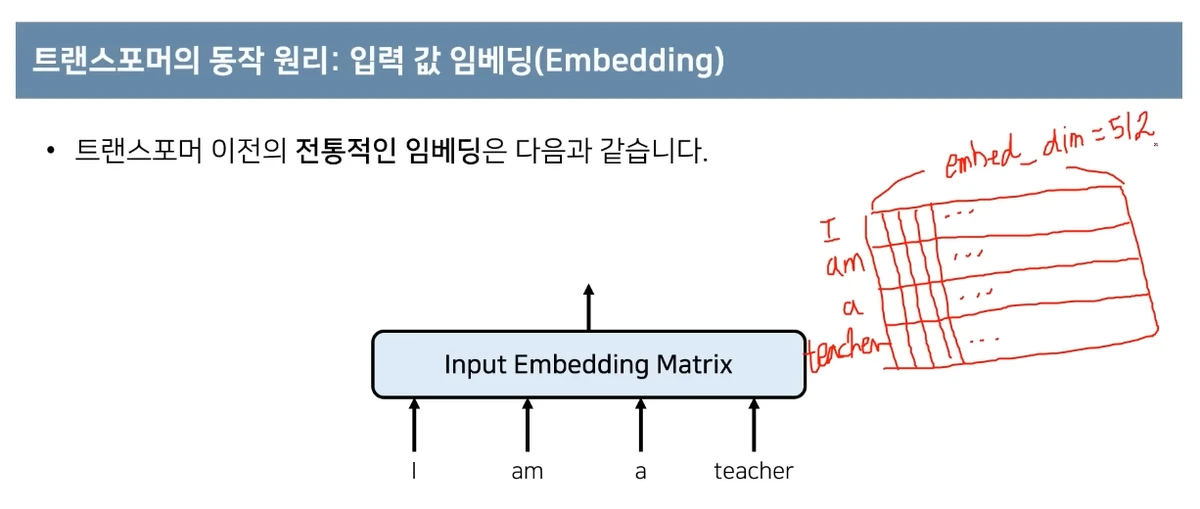 트랜스포머의 동작 원리: 입력 값 임베딩(Embedding)
• 트랜스포머 이전의 전통적인 임베딩은 다음과 같습니다.
embed_dim = 512
I
...
am
...
a
...
teacher
...
Input Embedding Matrix
I am a teacher